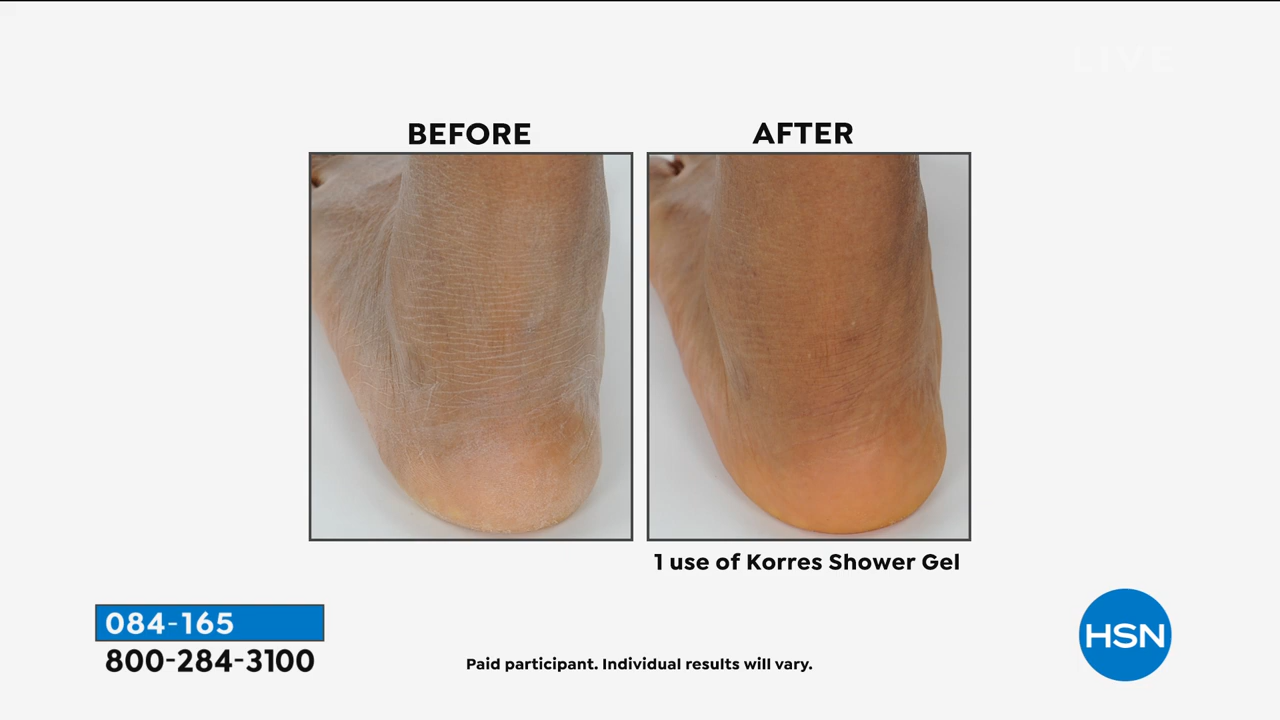 LIVE
BEFORE
AFTER
1 use of Korres Shower Gel
084-165
800-284-3100
Paid participant. Individual results will vary.
HSN